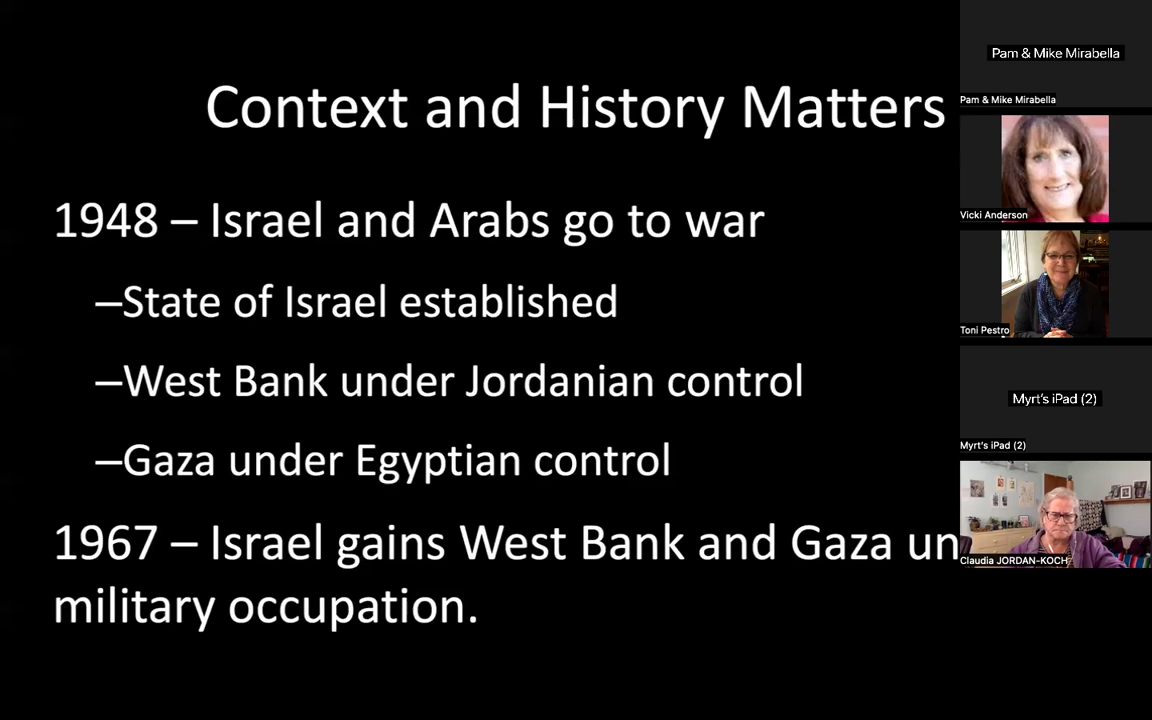 Context and History Matters
1948 – Israel and Arabs go to war
–State of Israel established
–West Bank under Jordanian control
–Gaza under Egyptian control
1967 – Israel gains West Bank and Gaza un
military occupation.
Pam & Mike Mirabella
Pam & Mike Mirabella
Vicki Anderson
Toni Pestro
Myrt's iPad (2)
Myrt's iPad (2)
Claudia JORDAN-KOCH